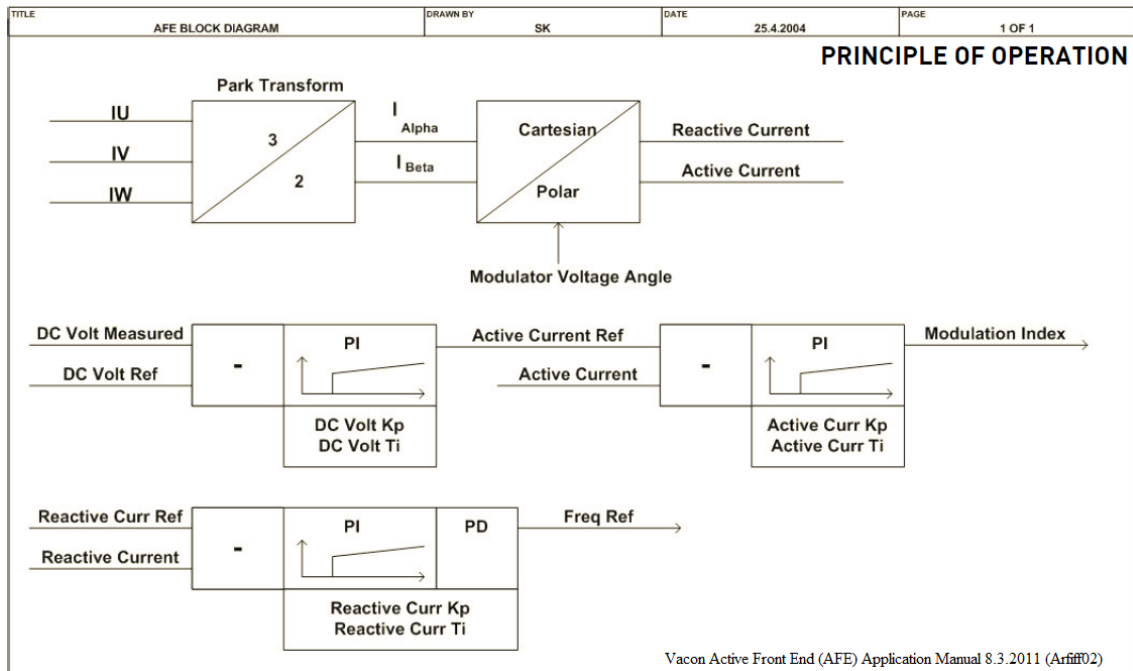 TITLE
AFE BLOCK DIAGRAM
DRAWN BY
SK
DATE
25.4.2004
PAGE
1 OF 1
PRINCIPLE OF OPERATION
Park Transform
IU
IV
IW
3
2
I Alpha
I Beta
Cartesian
Polar
Reactive Current
Active Current
Modulator Voltage Angle
DC Volt Measured
DC Volt Ref
-
PI
DC Volt Kp
DC Volt Ti
Active Current Ref
Active Current
-
PI
Active Curr Kp
Active Curr Ti
Modulation Index
Reactive Curr Ref
Reactive Current
-
PI
PD
Reactive Curr Kp
Reactive Curr Ti
Freq Ref
Vacon Active Front End (AFE) Application Manual 8.3.2011 (Arfiff02)